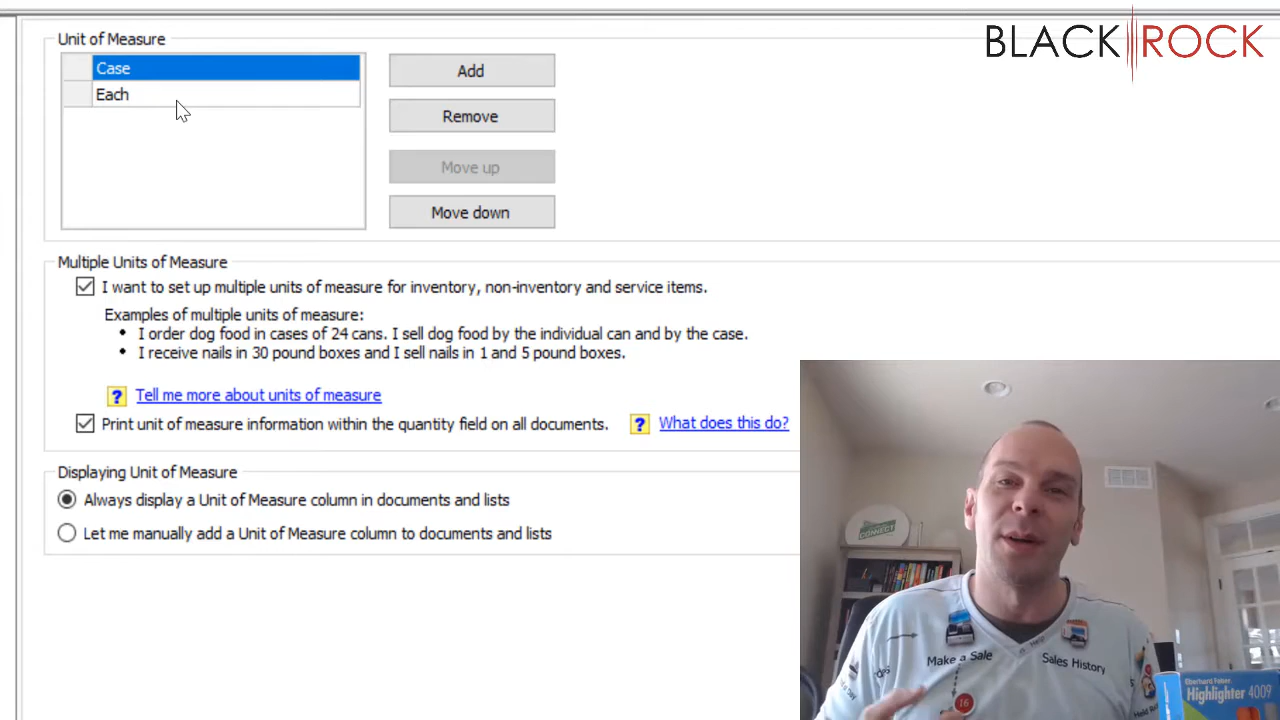 BLACK ROCK
Unit of Measure
Case
Each
Add
Remove
Move up
Move down
Multiple Units of Measure
I want to set up multiple units of measure for inventory, non-inventory and service items.
Examples of multiple units of measure:
• I order dog food in cases of 24 cans. I sell dog food by the individual can and by the case.
• I receive nails in 30 pound boxes and I sell nails in 1 and 5 pound boxes.
? Tell me more about units of measure
Print unit of measure information within the quantity field on all documents. ? What does this do?
Displaying Unit of Measure
Always display a Unit of Measure column in documents and lists
Let me manually add a Unit of Measure column to documents and lists
CONNECT
Make a Sale
Sales History
16
Eberhard Faber
Highlighter 4009